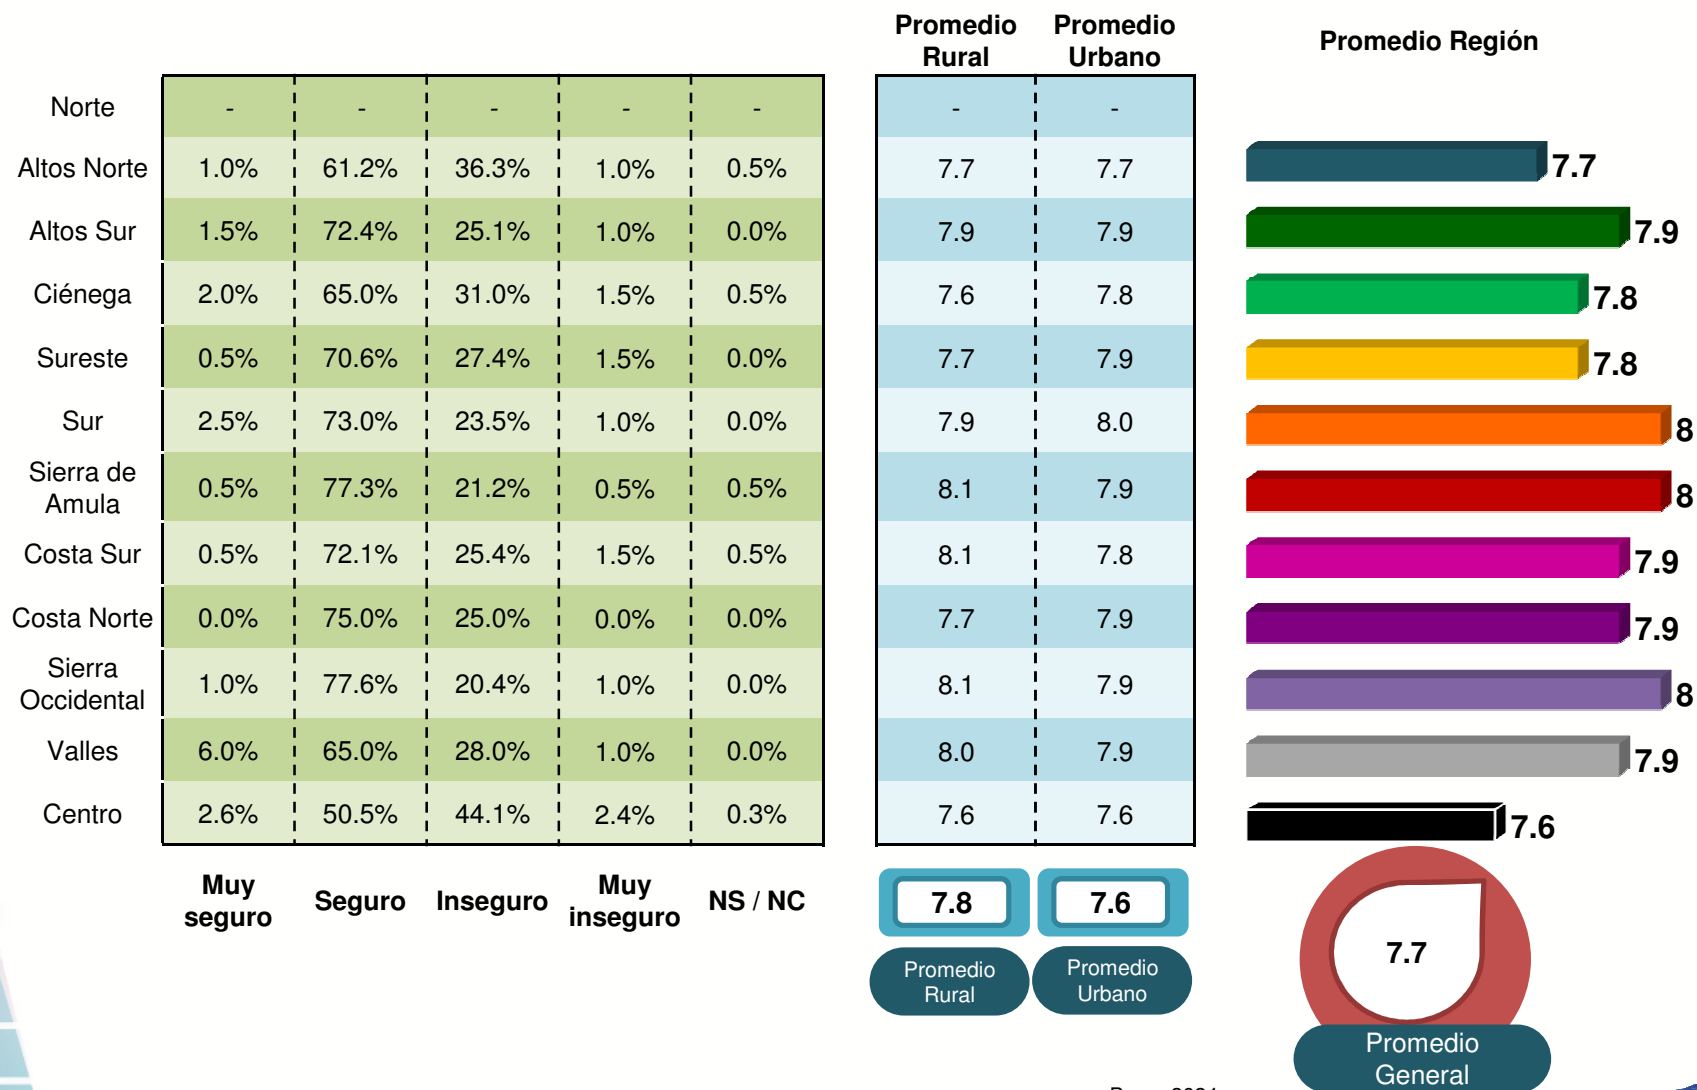 Promedio Rural Promedio Urbano Promedio Región
Norte - - - - - - -
Altos Norte 1.0% 61.2% 36.3% 1.0% 0.5% 7.7 7.7 7.7
Altos Sur 1.5% 72.4% 25.1% 1.0% 0.0% 7.9 7.9 7.9
Ciénega 2.0% 65.0% 31.0% 1.5% 0.5% 7.6 7.8 7.8
Sureste 0.5% 70.6% 27.4% 1.5% 0.0% 7.7 7.9 7.8
Sur 2.5% 73.0% 23.5% 1.0% 0.0% 7.9 8.0 8
Sierra de Amula 0.5% 77.3% 21.2% 0.5% 0.5% 8.1 7.9 8
Costa Sur 0.5% 72.1% 25.4% 1.5% 0.5% 8.1 7.8 7.9
Costa Norte 0.0% 75.0% 25.0% 0.0% 0.0% 7.7 7.9 7.9
Sierra Occidental 1.0% 77.6% 20.4% 1.0% 0.0% 8.1 7.9 8
Valles 6.0% 65.0% 28.0% 1.0% 0.0% 8.0 7.9 7.9
Centro 2.6% 50.5% 44.1% 2.4% 0.3% 7.6 7.6 7.6
Muy seguro Seguro Inseguro Muy inseguro NS / NC
7.8 7.6 7.7
Promedio Rural Promedio Urbano
Promedio General